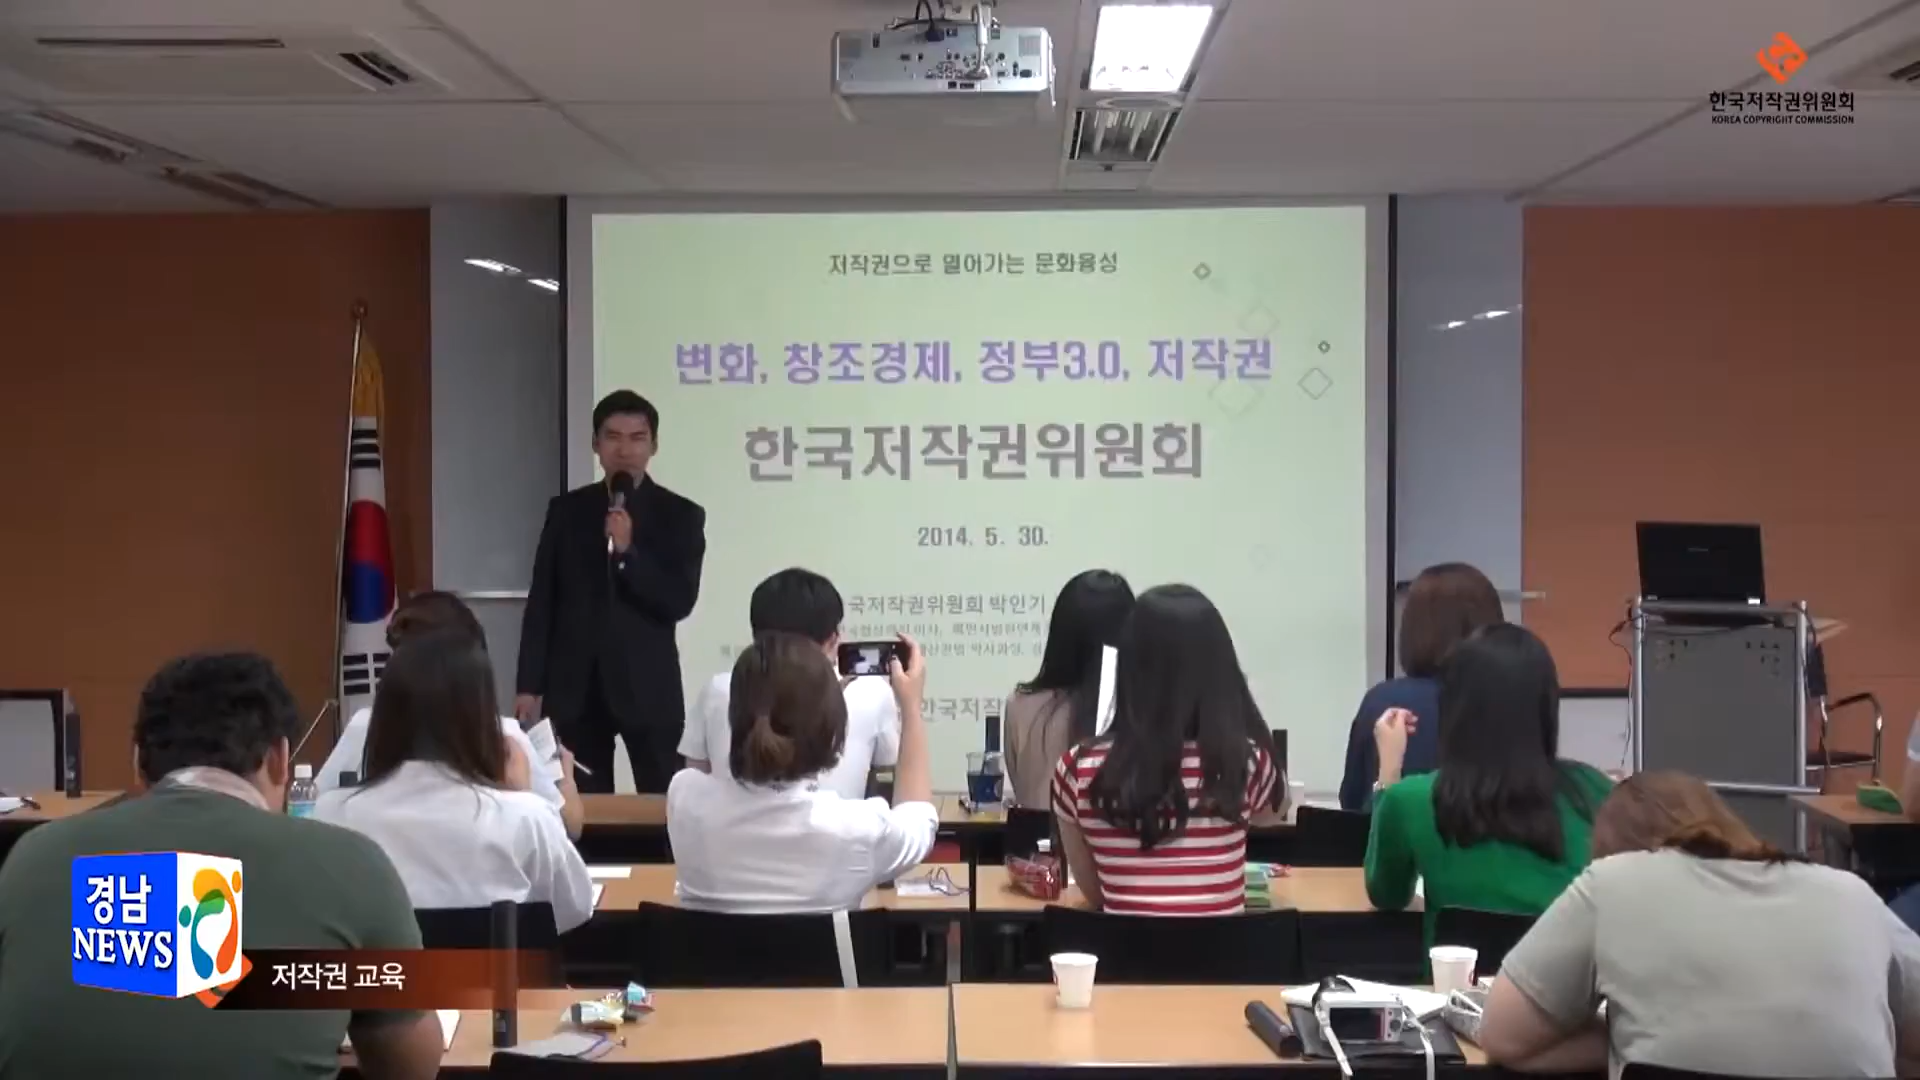 한국저작권위원회
KOREA COPYRIGHT COMMISSION
저작권으로 열어가는 문화융성
변화, 창조경제, 정부3.0, 저작권
한국저작권위원회
2014. 5. 30.
국저작권위원회 박인기
한국저작
경남
NEWS
저작권 교육